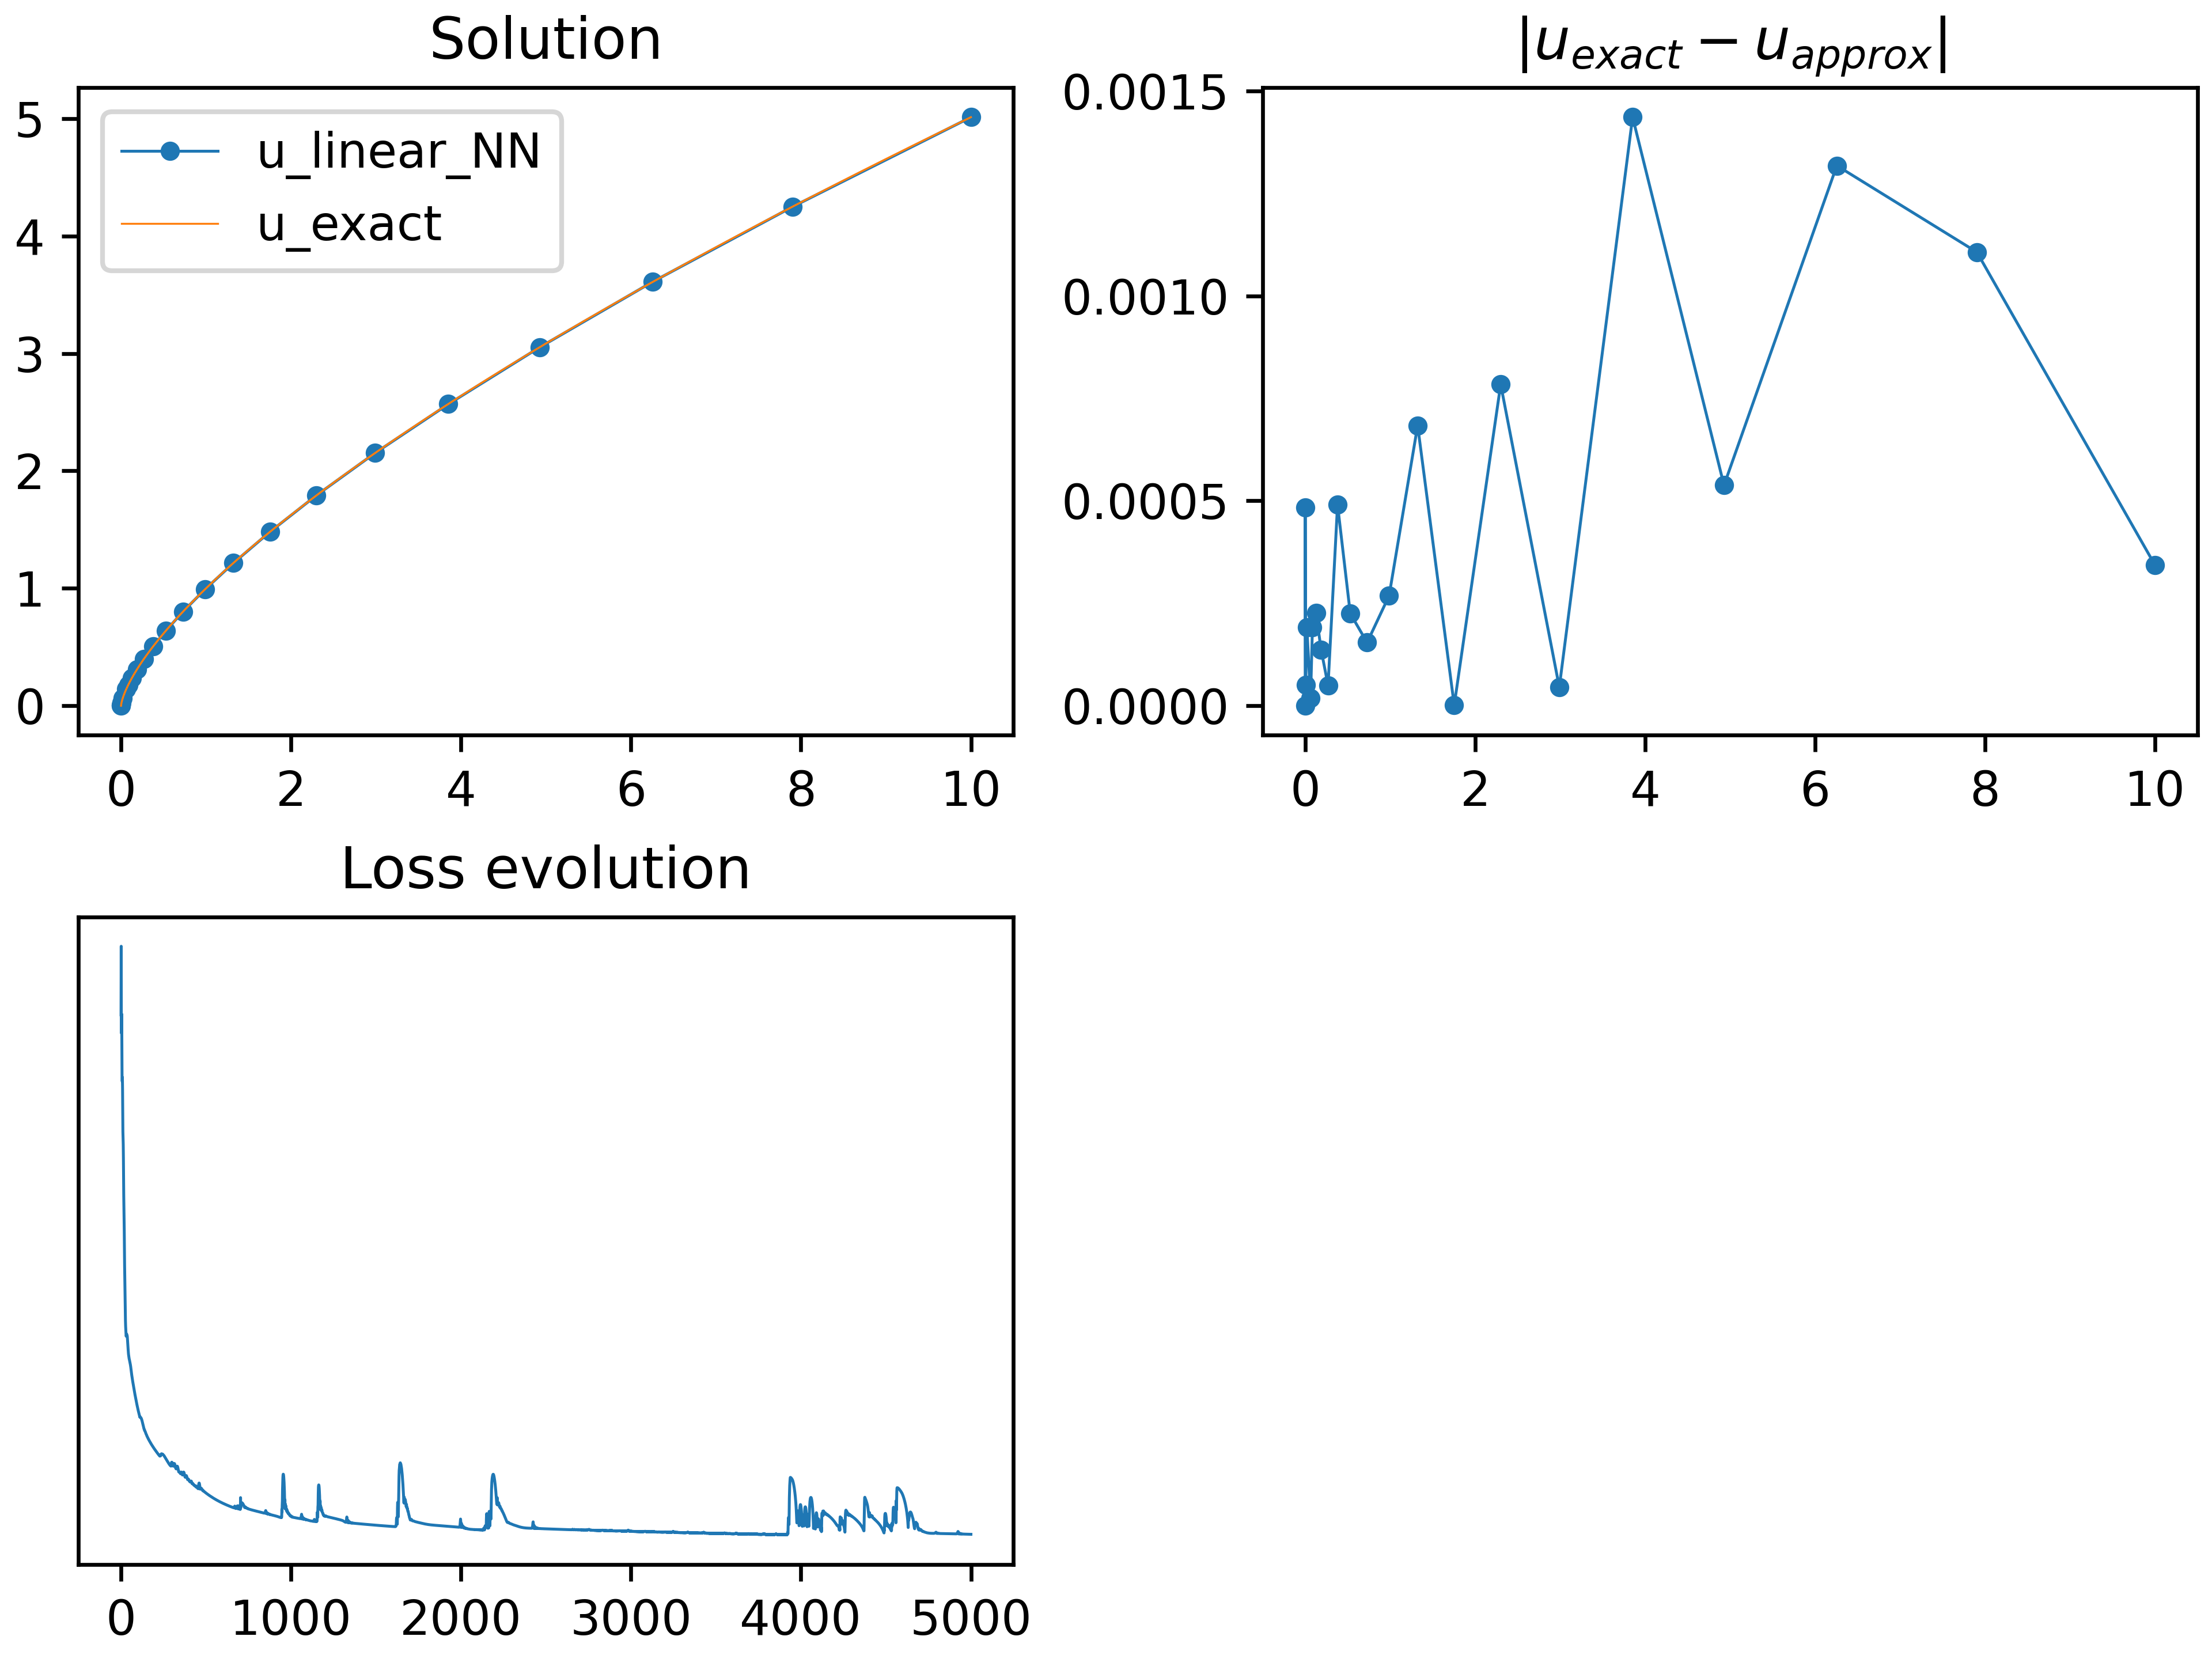 Solution
5
4
3
2
1
0
u_linear_NN
u_exact
0 2 4 6 8 10
|u_exact − u_approx|
0.0015
0.0010
0.0005
0.0000
0 2 4 6 8 10
Loss evolution
0 1000 2000 3000 4000 5000